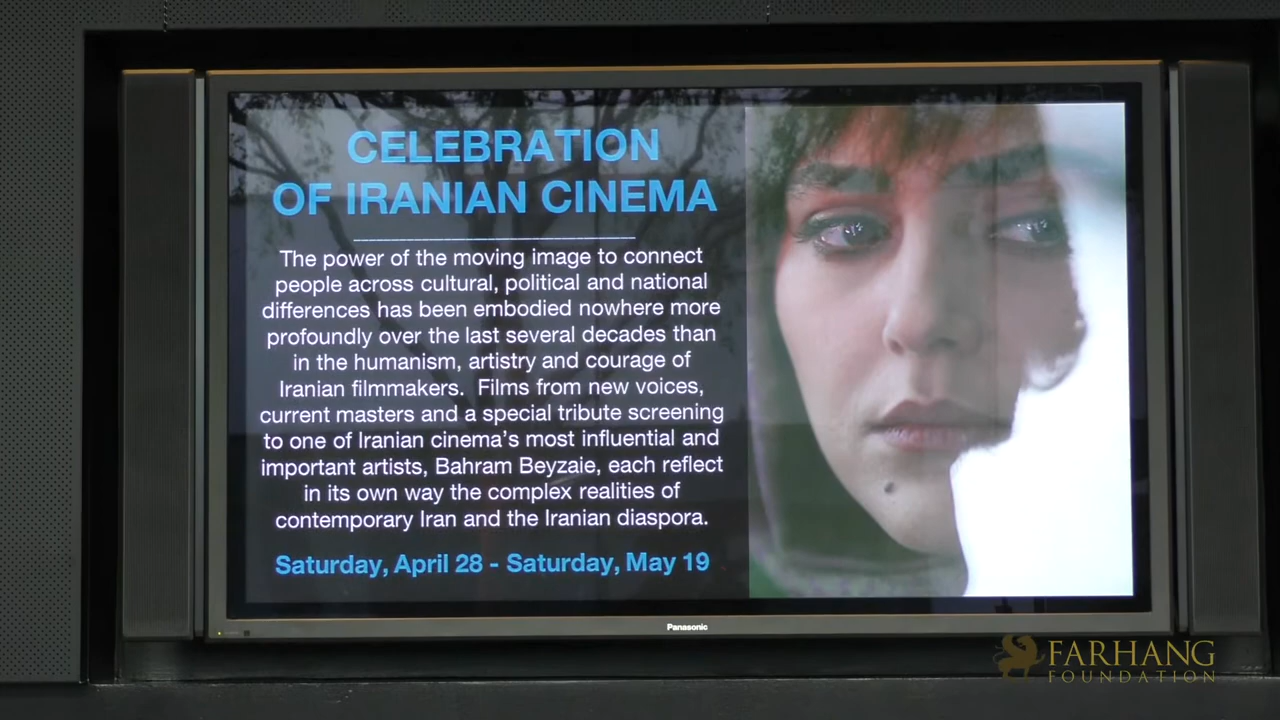 CELEBRATION
OF IRANIAN CINEMA
The power of the moving image to connect
people across cultural, political and national
differences has been embodied nowhere more
profoundly over the last several decades than
in the humanism, artistry and courage of
Iranian filmmakers.  Films from new voices,
current masters and a special tribute screening
to one of Iranian cinema's most influential and
important artists, Bahram Beyzaie, each reflect
in its own way the complex realities of
contemporary Iran and the Iranian diaspora.
Saturday, April 28 - Saturday, May 19
Panasonic
FARHANG
FOUNDATION